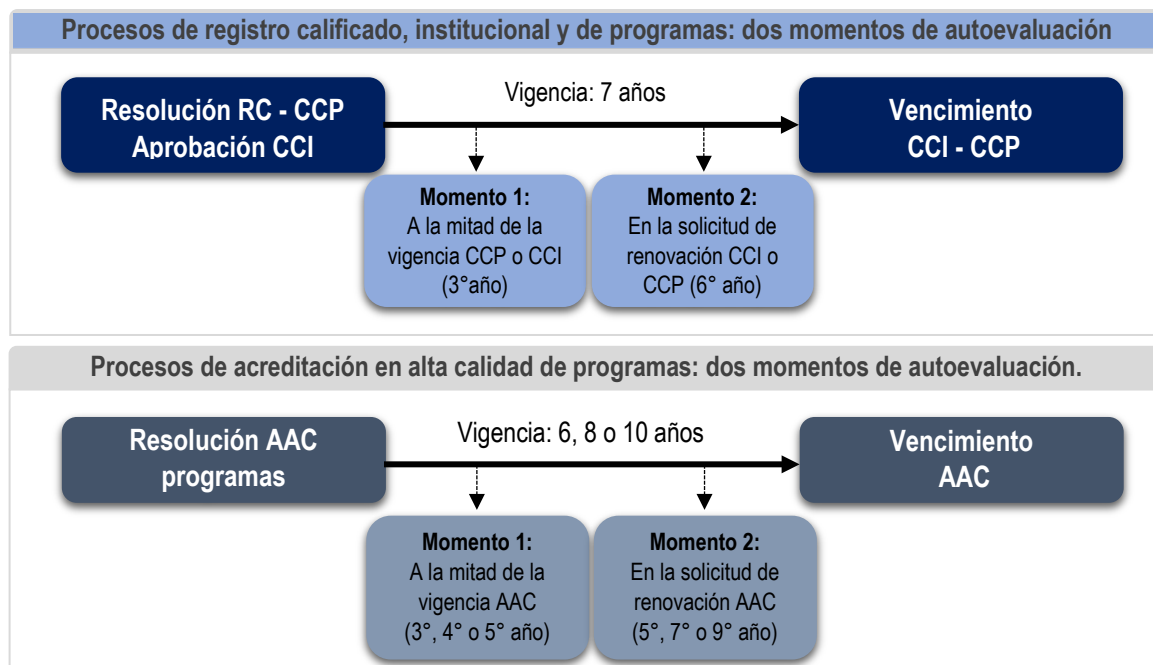 Procesos de registro calificado, institucional y de programas: dos momentos de autoevaluación
Resolución RC - CCP
Aprobación CCI
Vigencia: 7 años
Vencimiento
CCI - CCP
Momento 1:
A la mitad de la
vigencia CCP o CCI
(3°año)
Momento 2:
En la solicitud de
renovación CCI o
CCP (6° año)
Procesos de acreditación en alta calidad de programas: dos momentos de autoevaluación.
Resolución AAC
programas
Vigencia: 6, 8 o 10 años
Vencimiento
AAC
Momento 1:
A la mitad de la
vigencia AAC
(3°, 4° o 5° año)
Momento 2:
En la solicitud de
renovación AAC
(5°, 7° o 9° año)